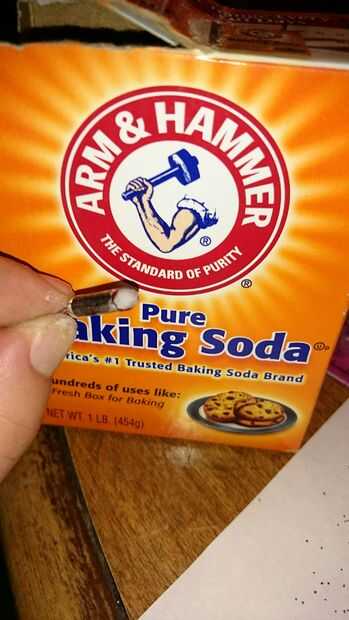 ARM & HAMMER
THE STANDARD OF PURITY
®
®
Pure
aking Soda
rica's #1 Trusted Baking Soda Brand
undreds of uses like:
Fresh Box for Baking
NET WT. 1 LB. (454g)